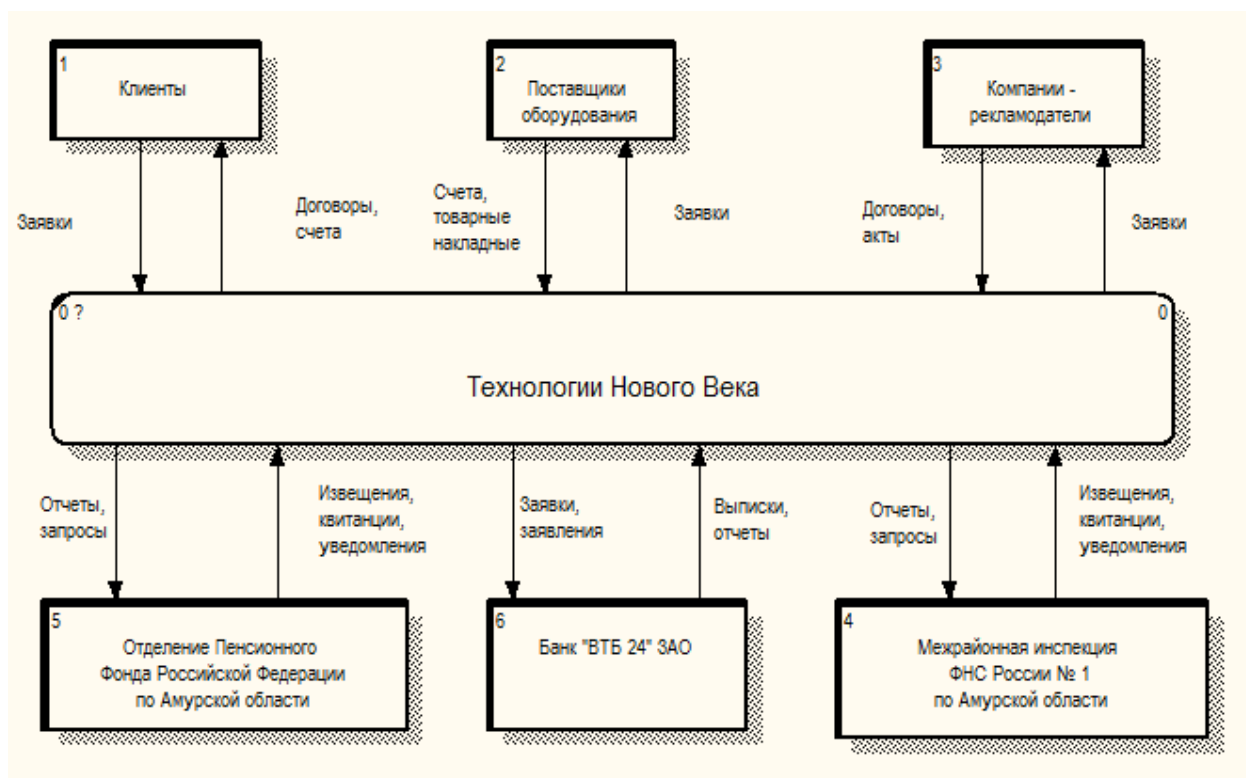 1
Клиенты
2
Поставщики
оборудования
3
Компании -
рекламодатели
Заявки
Договоры,
счета
Счета,
товарные
накладные
Заявки
Договоры,
акты
Заявки
0 ?
0
Технологии Нового Века
Отчеты,
запросы
Извещения,
квитанции,
уведомления
Заявки,
заявления
Выписки,
отчеты
Отчеты,
запросы
Извещения,
квитанции,
уведомления
5
Отделение Пенсионного
Фонда Российской Федерации
по Амурской области
6
Банк "ВТБ 24" ЗАО
4
Межрайонная инспекция
ФНС России № 1
по Амурской области